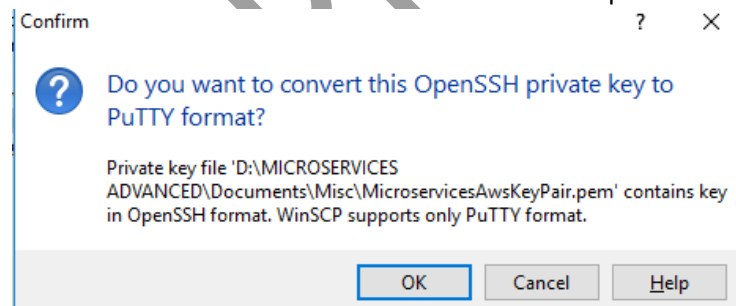 Confirm
?
Do you want to convert this OpenSSH private key to
PuTTY format?
Private key file 'D:\MICROSERVICES
ADVANCED\Documents\Misc\MicroservicesAwsKeyPair.pem' contains key
in OpenSSH format. WinSCP supports only PuTTY format.
OK Cancel Help